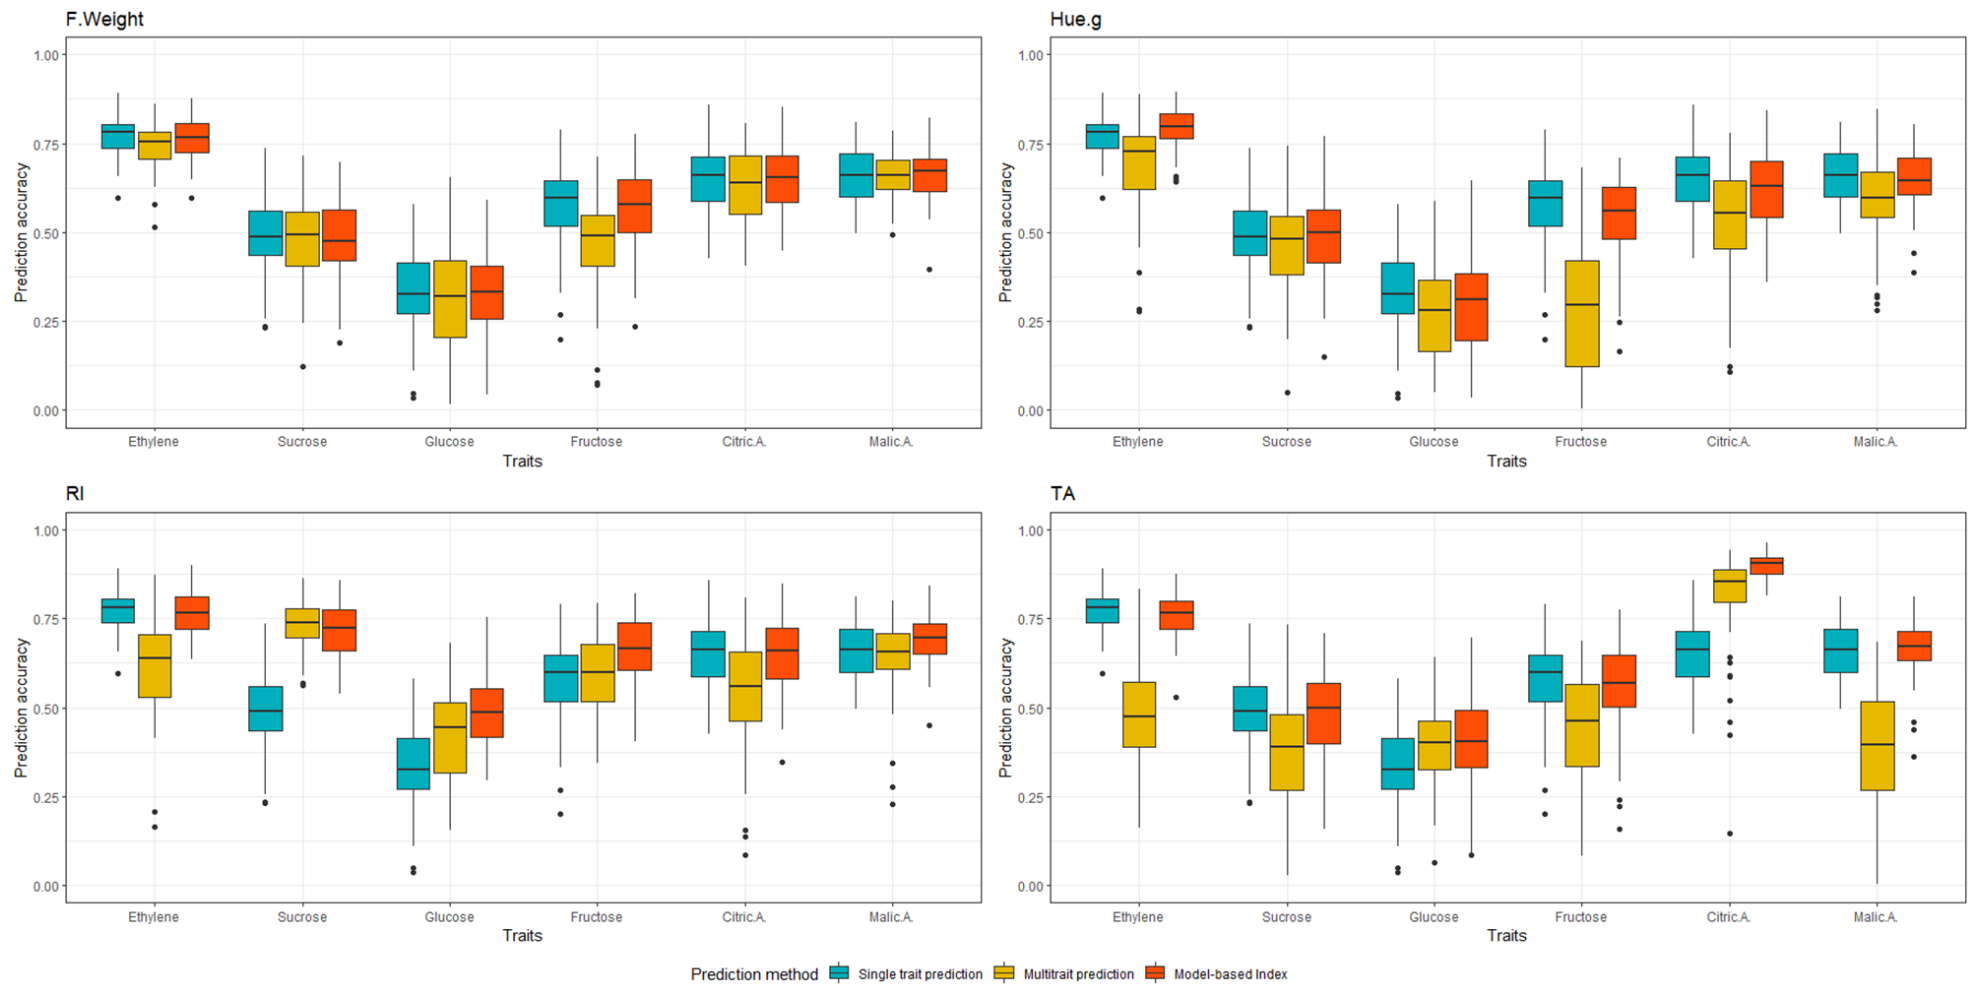 F.Weight
1.00
0.75
0.50
0.25
0.00
Prediction accuracy
Ethylene Sucrose Glucose Fructose Citric.A. Malic.A.
Traits
Hue.g
1.00
0.75
0.50
0.25
0.00
Prediction accuracy
Ethylene Sucrose Glucose Fructose Citric.A. Malic.A.
Traits
RI
1.00
0.75
0.50
0.25
0.00
Prediction accuracy
Ethylene Sucrose Glucose Fructose Citric.A. Malic.A.
Traits
TA
1.00
0.75
0.50
0.25
0.00
Prediction accuracy
Ethylene Sucrose Glucose Fructose Citric.A. Malic.A.
Traits
Prediction method Single trait prediction Multitrait prediction Model-based Index